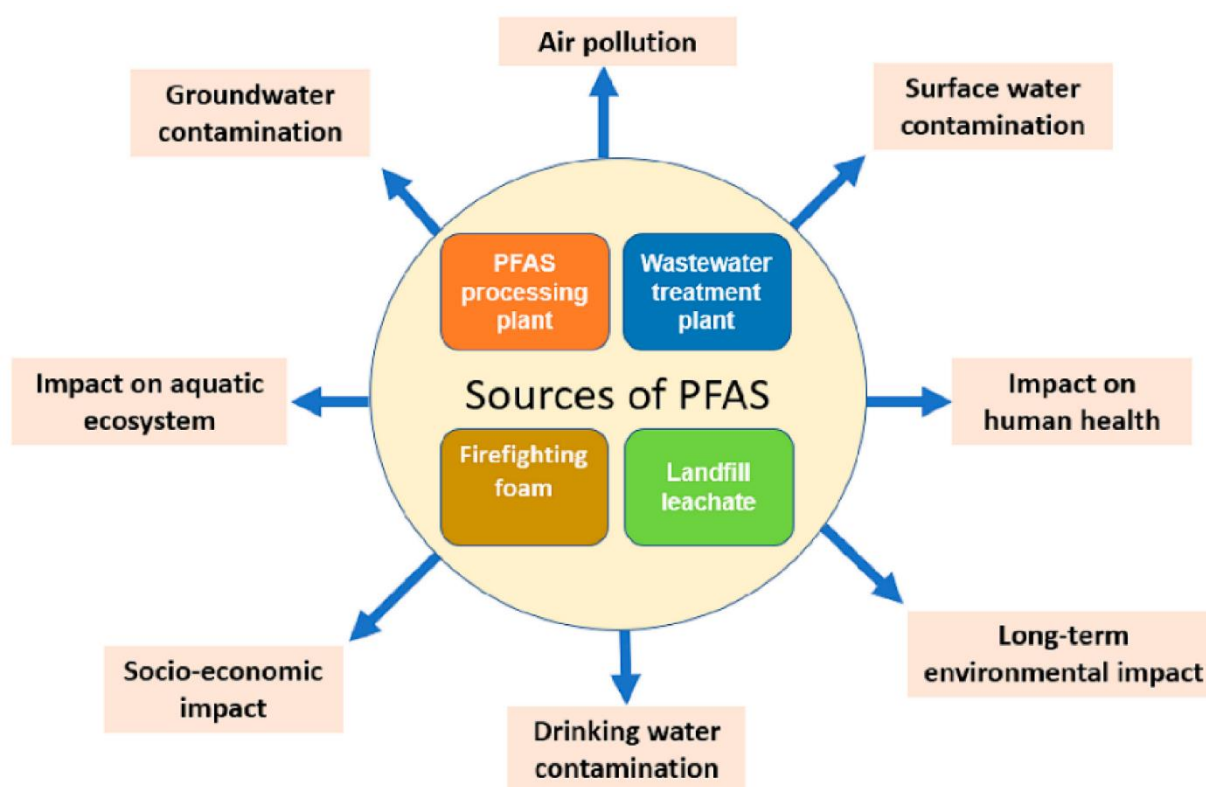 Air pollution
Groundwater
contamination
Surface water
contamination
PFAS
processing
plant
Wastewater
treatment
plant
Impact on aquatic
ecosystem
Sources of PFAS
Impact on
human health
Firefighting
foam
Landfill
leachate
Socio-economic
impact
Long-term
environmental impact
Drinking water
contamination